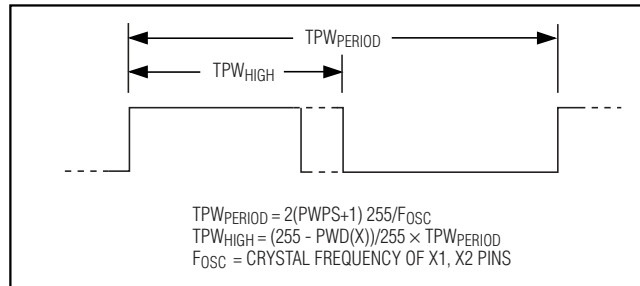 TPWPERIOD
TPWHIGH
TPWPERIOD = 2(PWPS+1) 255/FOSC
TPWHIGH = (255 - PWD(X))/255 × TPWPERIOD
FOSC = CRYSTAL FREQUENCY OF X1, X2 PINS